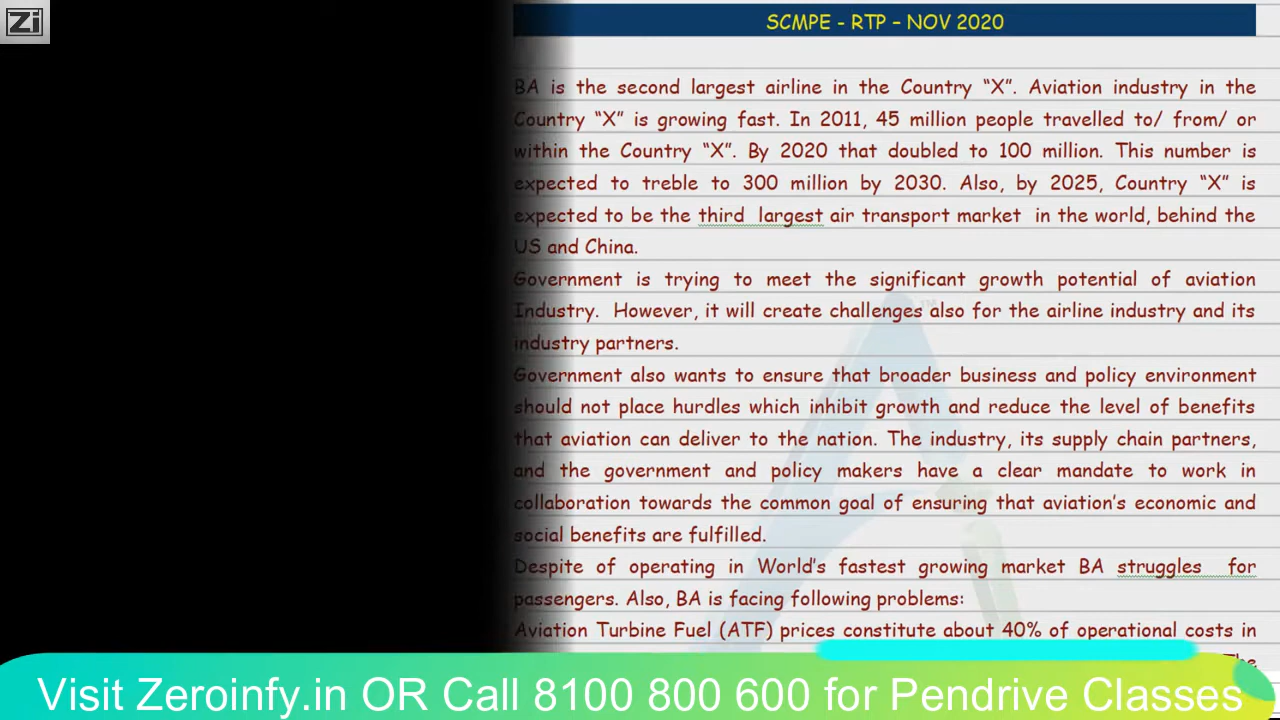 Zi
SCMPE - RTP – NOV 2020
BA is the second largest airline in the Country “X”. Aviation industry in the
Country “X” is growing fast. In 2011, 45 million people travelled to/ from/ or
within the Country “X”. By 2020 that doubled to 100 million. This number is
expected to treble to 300 million by 2030. Also, by 2025, Country “X” is
expected to be the third largest air transport market in the world, behind the
US and China.
Government is trying to meet the significant growth potential of aviation
Industry. However, it will create challenges also for the airline industry and its
industry partners.
Government also wants to ensure that broader business and policy environment
should not place hurdles which inhibit growth and reduce the level of benefits
that aviation can deliver to the nation. The industry, its supply chain partners,
and the government and policy makers have a clear mandate to work in
collaboration towards the common goal of ensuring that aviation’s economic and
social benefits are fulfilled.
Despite of operating in World’s fastest growing market BA struggles for
passengers. Also, BA is facing following problems:
Aviation Turbine Fuel (ATF) prices constitute about 40% of operational costs in
The
Visit Zeroinfy.in OR Call 8100 800 600 for Pendrive Classes